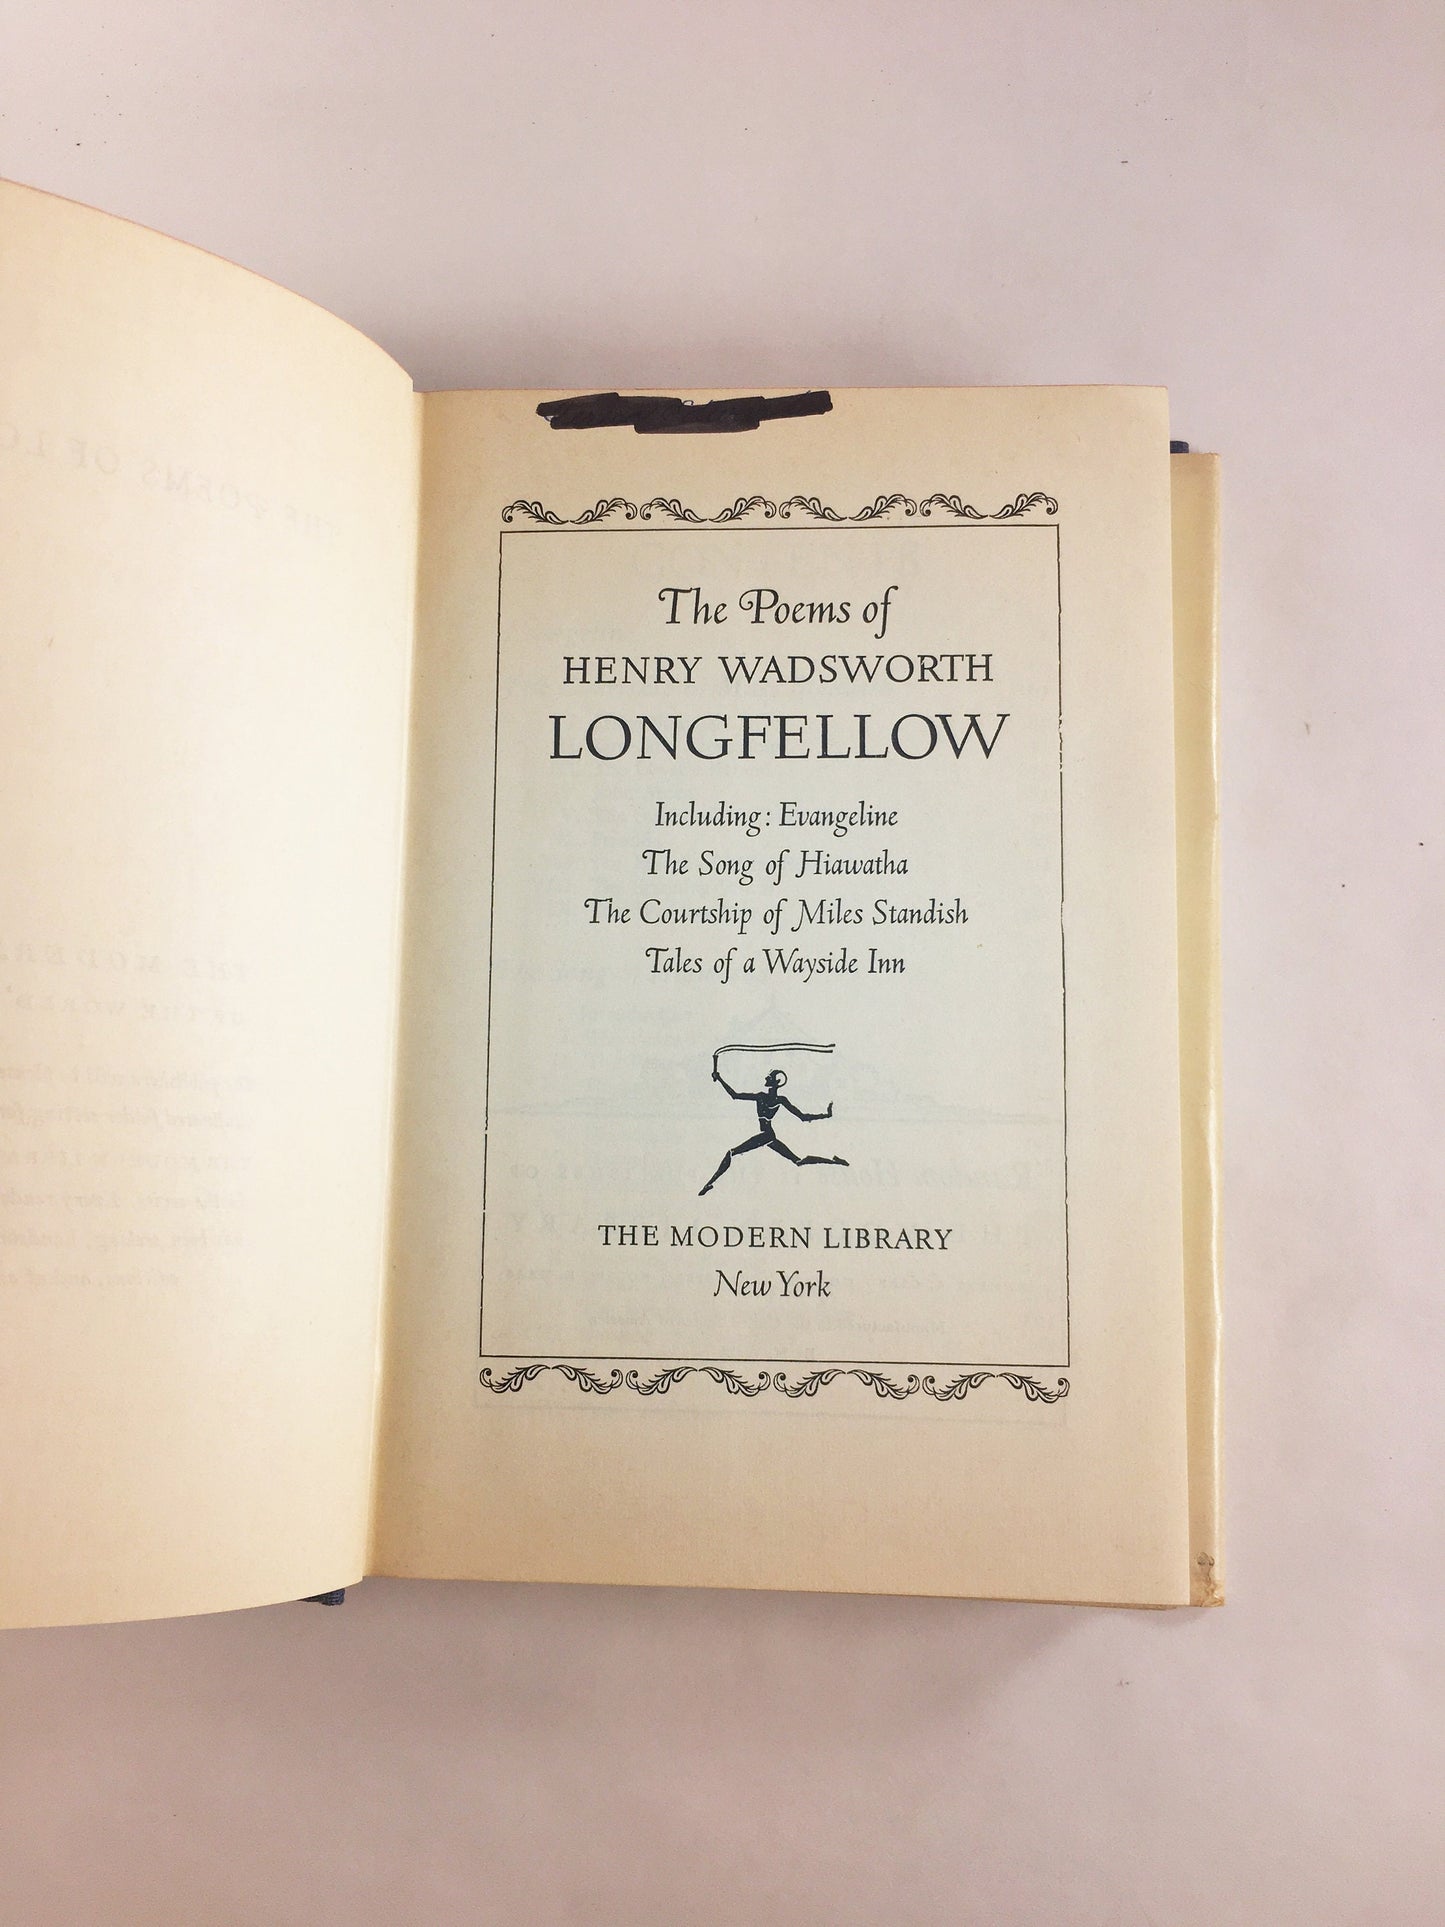 The Poems of
HENRY WADSWORTH
LONGFELLOW
Including: Evangeline
The Song of Hiawatha
The Courtship of Miles Standish
Tales of a Wayside Inn
THE MODERN LIBRARY
New York